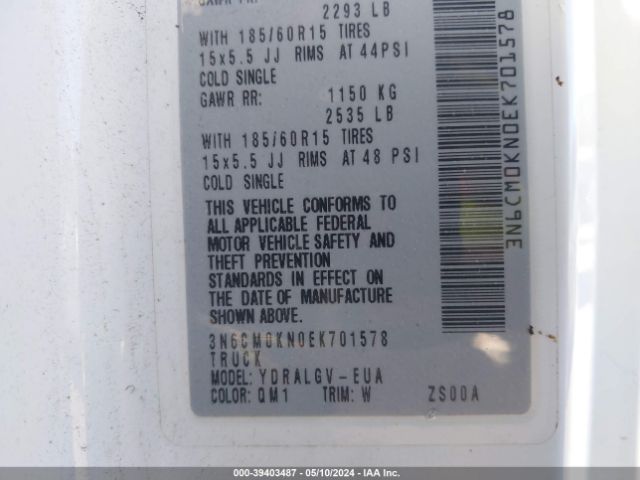 2293 LB
WITH 185/60R15 TIRES
15x5.5 JJ RIMS AT 44PSI
COLD SINGLE
GAWR RR: 1150 KG
2535 LB
WITH 185/60R15 TIRES
15x5.5 JJ RIMS AT 48 PSI
COLD SINGLE
THIS VEHICLE CONFORMS TO
ALL APPLICABLE FEDERAL
MOTOR VEHICLE SAFETY AND
THEFT PREVENTION
STANDARDS IN EFFECT ON
THE DATE OF MANUFACTURE
SHOWN ABOVE.
3N6CM0KN0EK701578
TRUCK
MODEL: YDRALGV-EUA
COLOR: QM1 TRIM: W ZS00A
3N6CM0KN0EK701578
000-39403487 - 05/10/2024 - IAA Inc.